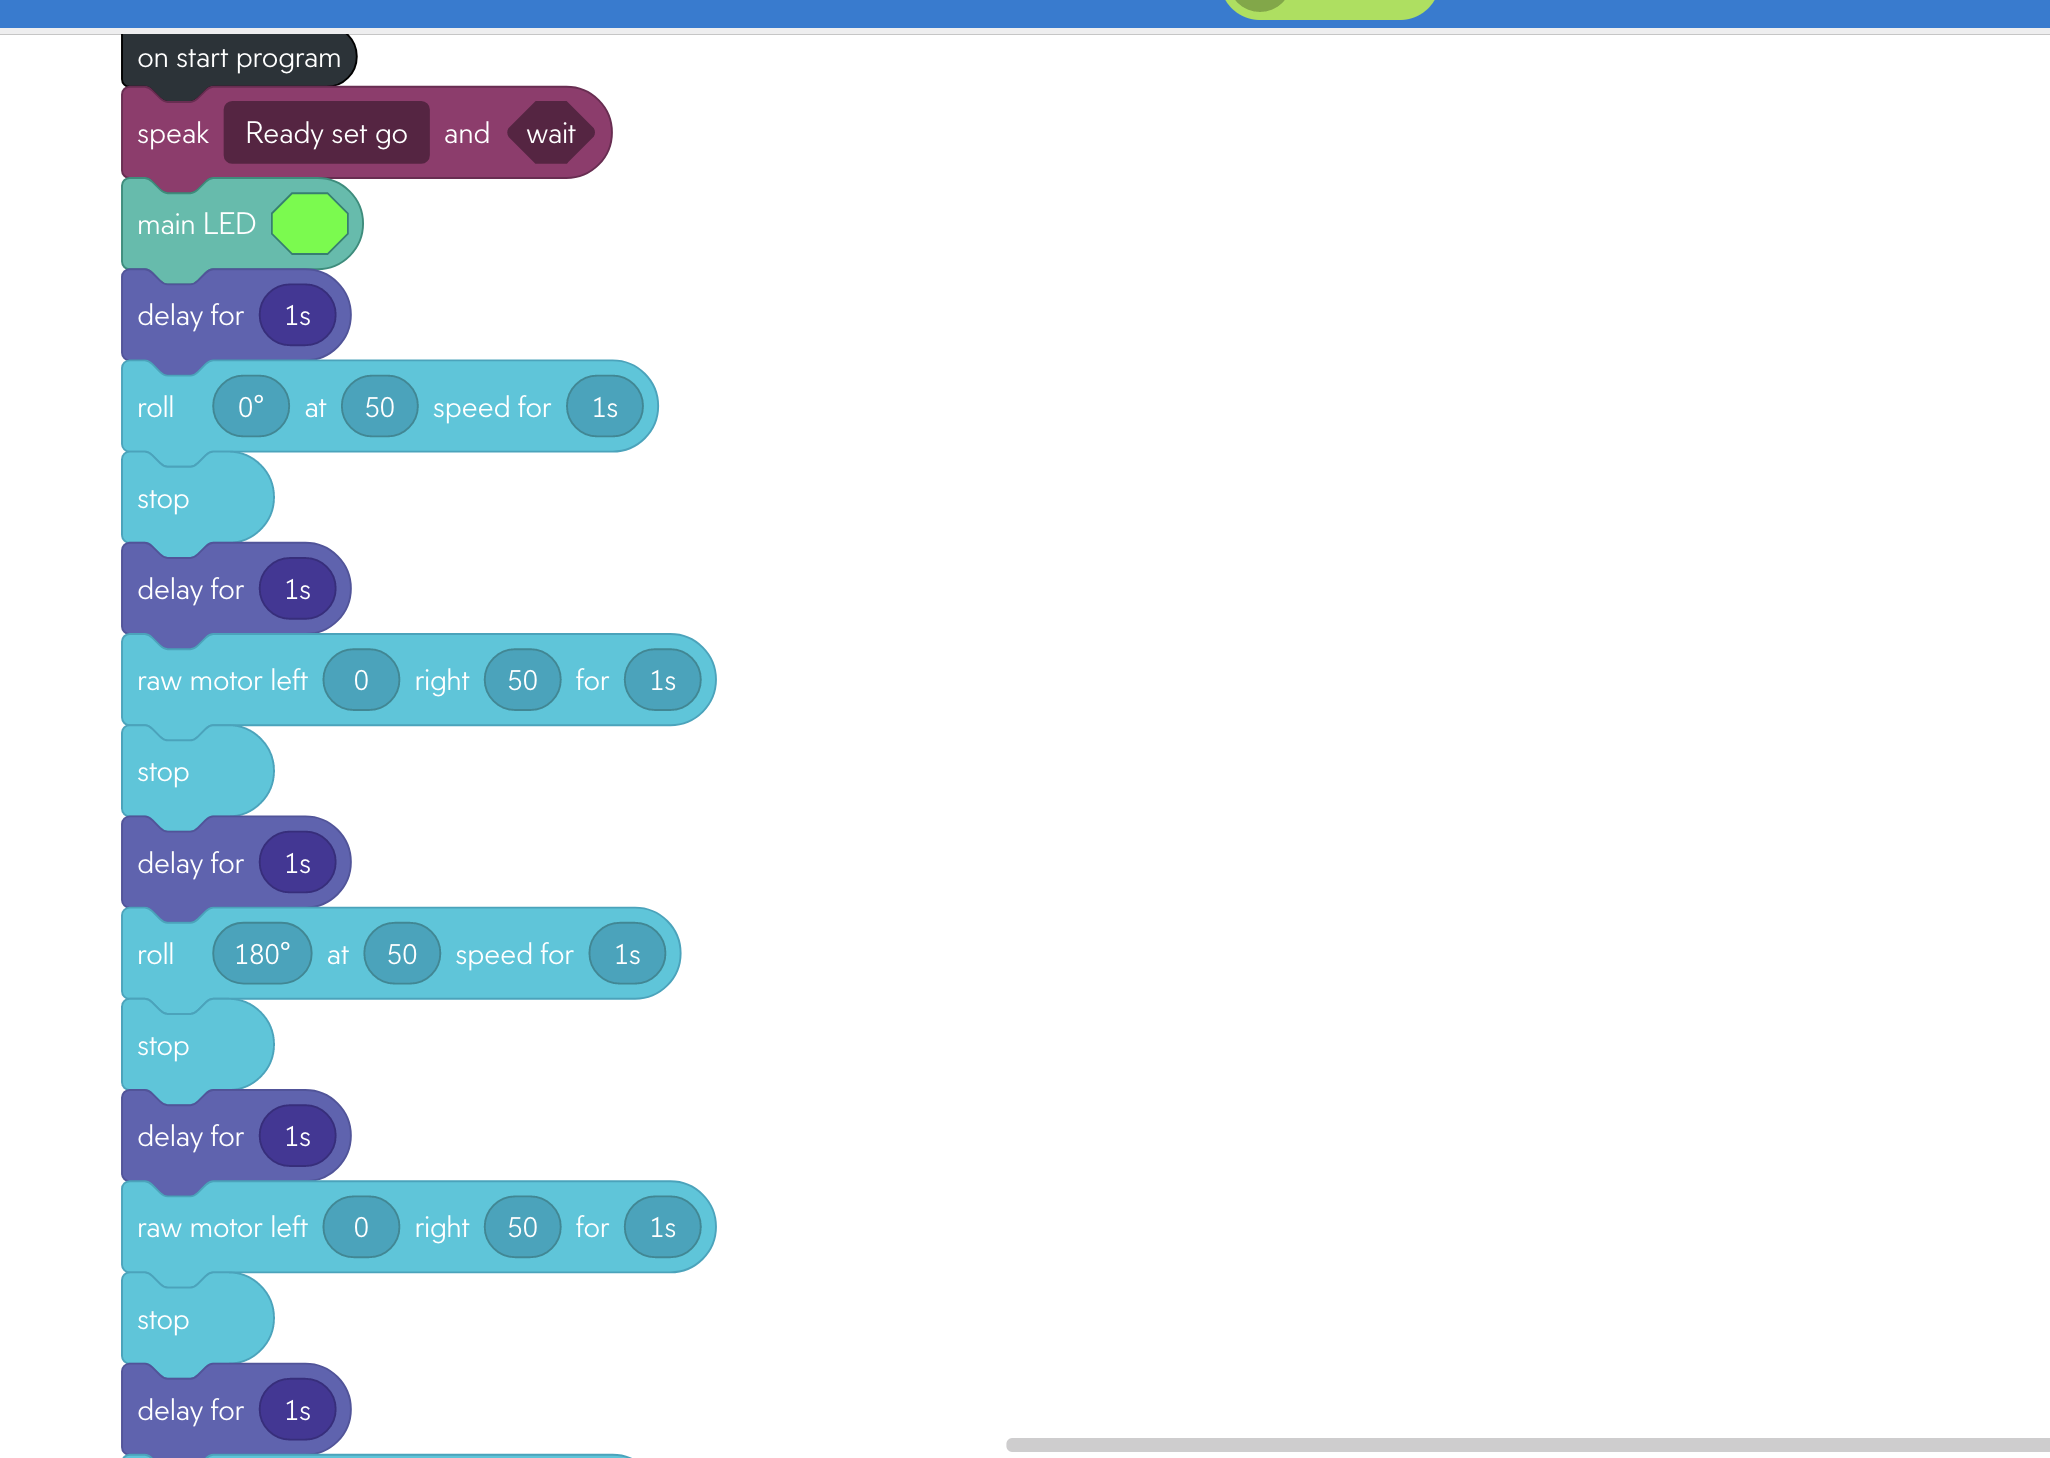 on start program
speak Ready set go and wait
main LED
delay for 1s
roll 0° at 50 speed for 1s
stop
delay for 1s
raw motor left 0 right 50 for 1s
stop
delay for 1s
roll 180° at 50 speed for 1s
stop
delay for 1s
raw motor left 0 right 50 for 1s
stop
delay for 1s